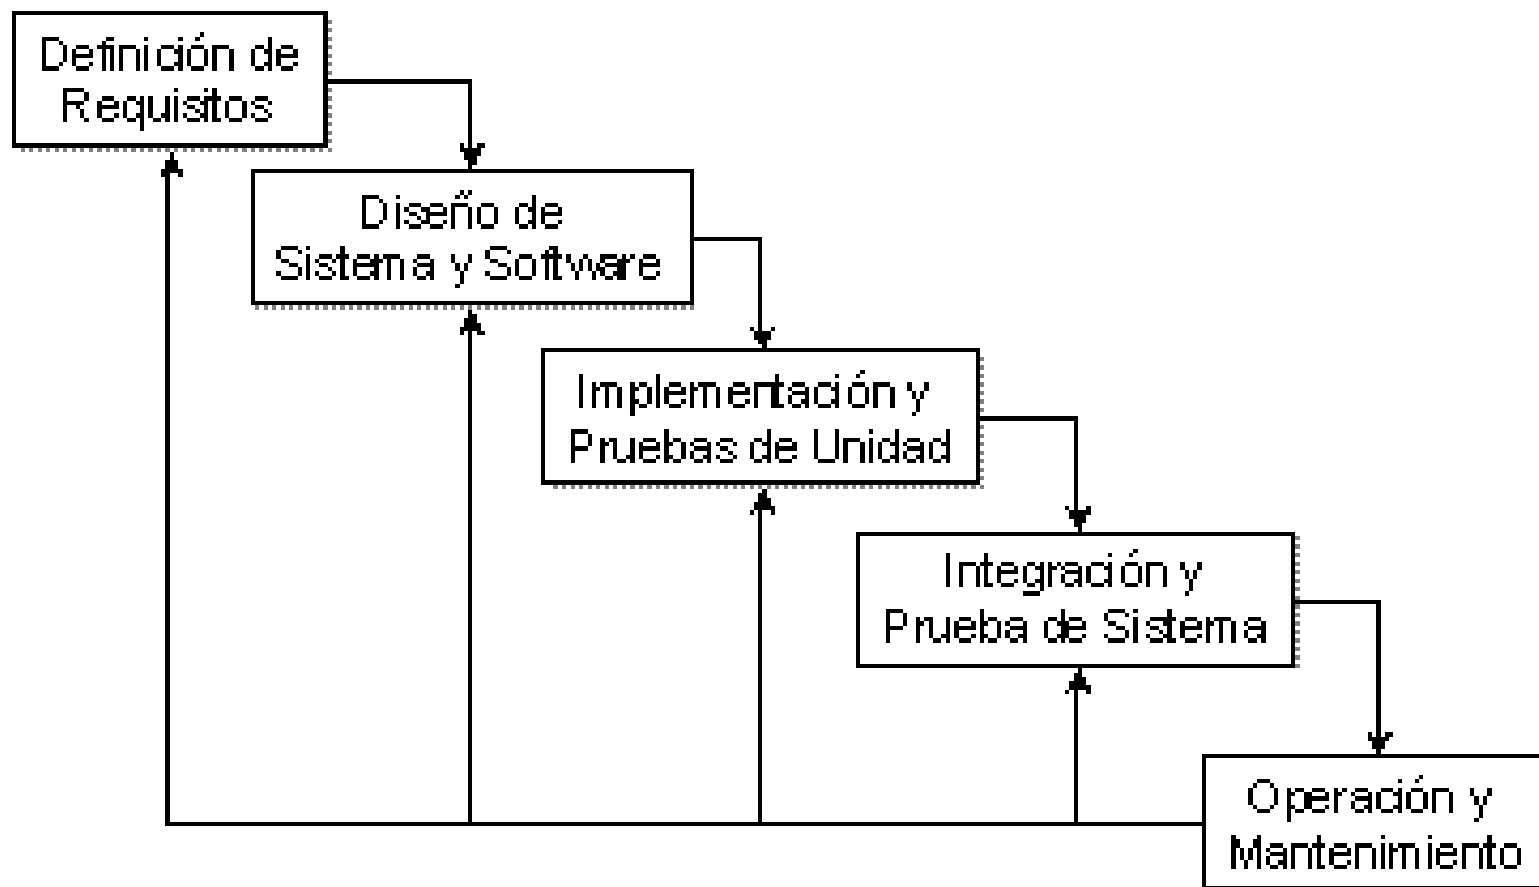 Definición de
Requisitos
Diseño de
Sistema y Software
Implementación y
Pruebas de Unidad
Integración y
Prueba de Sistema
Operación y
Mantenimiento